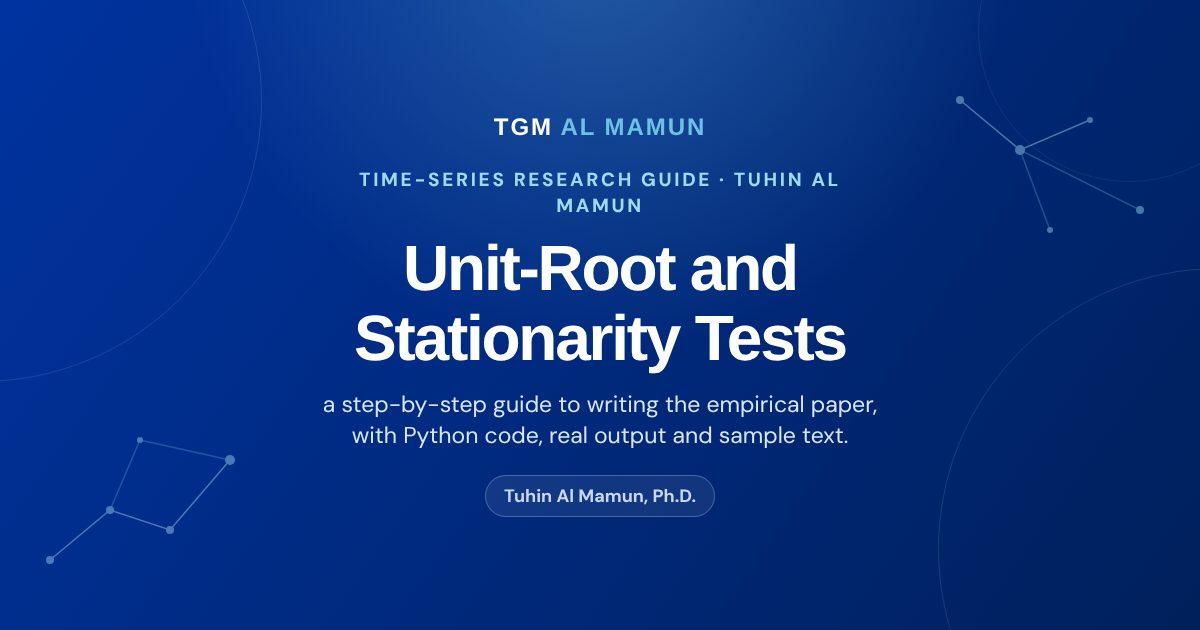 TGM AL MAMUN
TIME-SERIES RESEARCH GUIDE · TUHIN AL
MAMUN
Unit-Root and
Stationarity Tests
a step-by-step guide to writing the empirical paper,
with Python code, real output and sample text.
Tuhin Al Mamun, Ph.D.